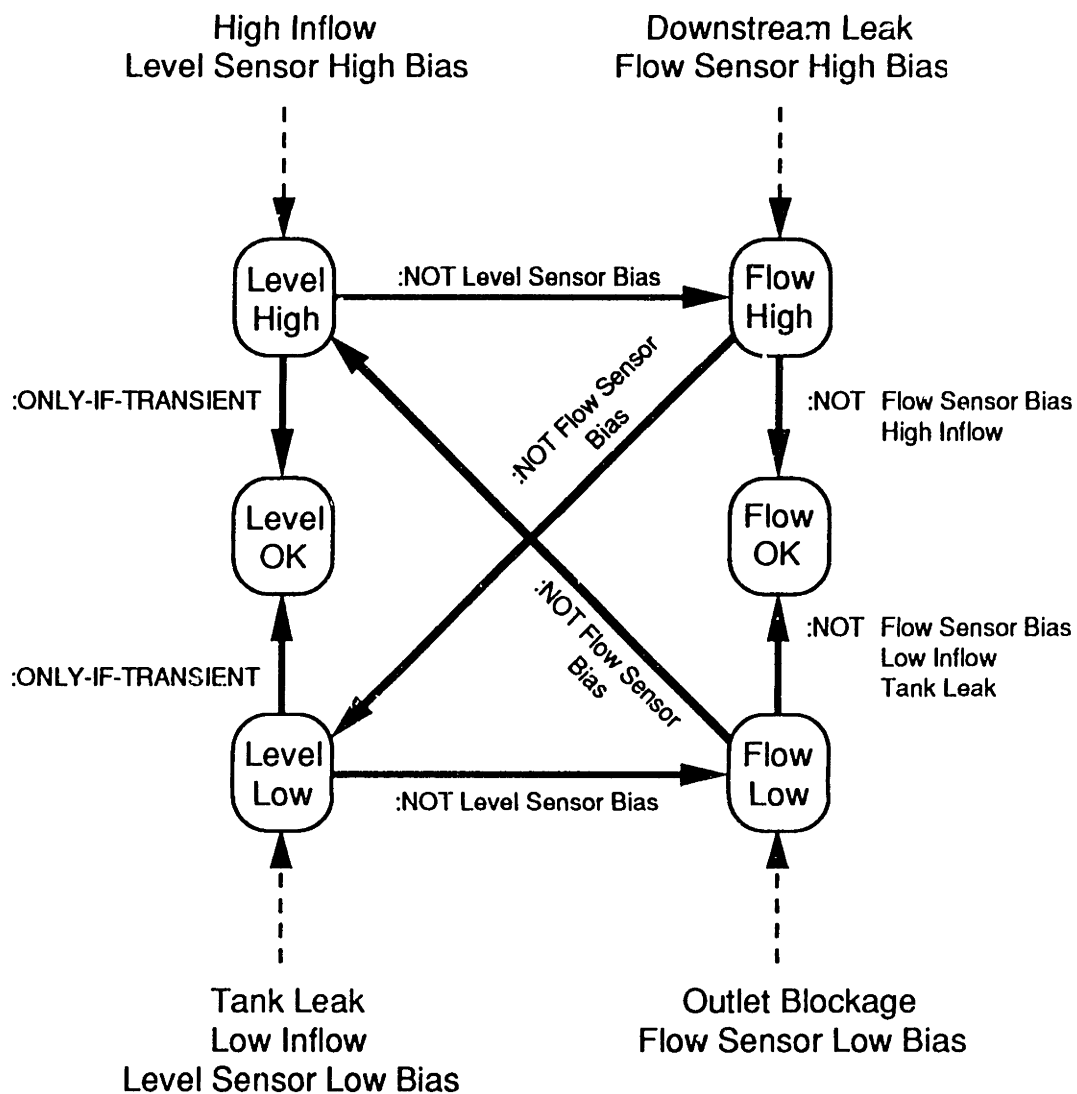 High Inflow
Level Sensor High Bias
Downstream Leak
Flow Sensor High Bias
Level
High
:NOT Level Sensor Bias
Flow
High
:ONLY-IF-TRANSIENT
:NOT Flow Sensor
Bias
:NOT Flow Sensor Bias
High Inflow
Level
OK
Flow
OK
:NOT Flow Sensor
Bias
:ONLY-IF-TRANSIENT
:NOT Flow Sensor Bias
Low Inflow
Tank Leak
Level
Low
:NOT Level Sensor Bias
Flow
Low
Tank Leak
Low Inflow
Level Sensor Low Bias
Outlet Blockage
Flow Sensor Low Bias